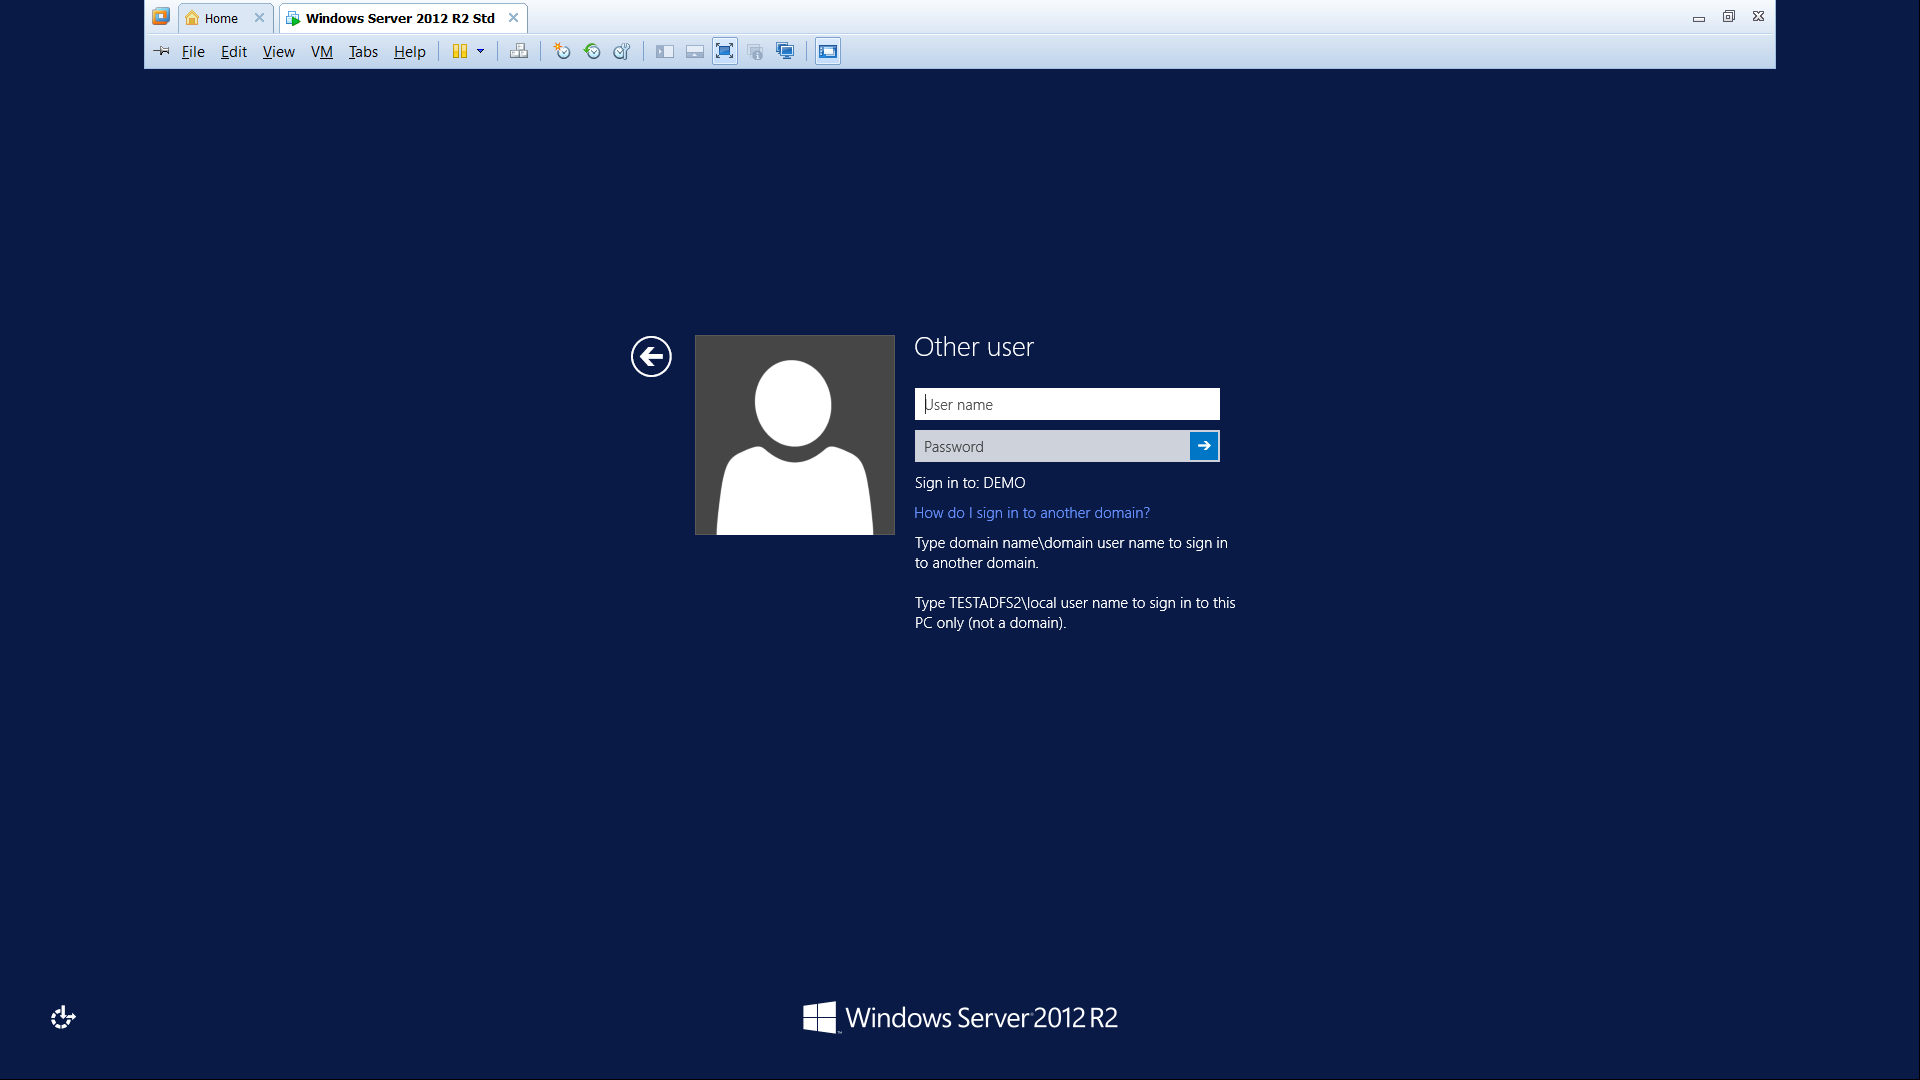 Home
Windows Server 2012 R2 Std
File Edit View VM Tabs Help
Other user
User name
Password
Sign in to: DEMO
How do I sign in to another domain?
Type domain name\domain user name to sign in
to another domain.
Type TESTADFS2\local user name to sign in to this
PC only (not a domain).
Windows Server 2012 R2